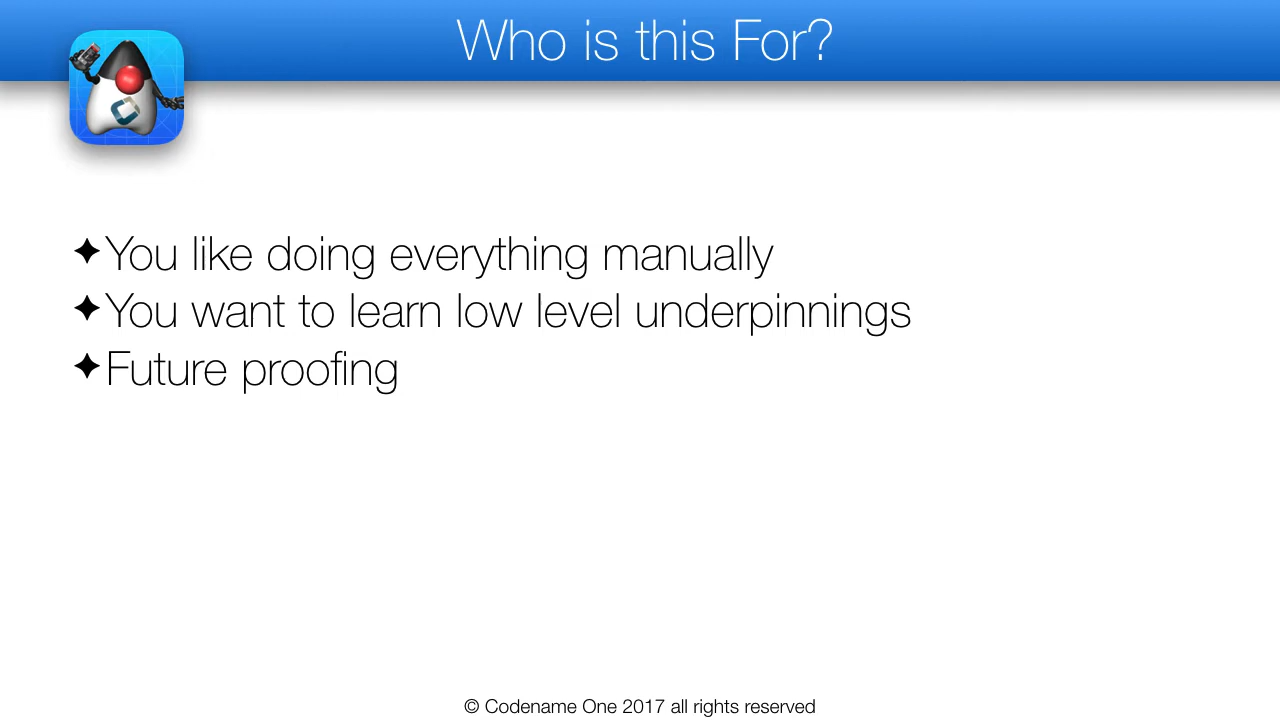 Who is this For?
✦You like doing everything manually
✦You want to learn low level underpinnings
✦Future proofing
© Codename One 2017 all rights reserved